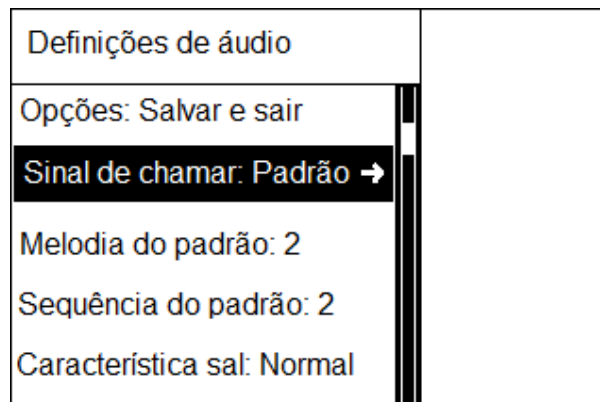 Definições de áudio
Opções: Salvar e sair
Sinal de chamar: Padrão ➔
Melodia do padrão: 2
Sequência do padrão: 2
Característica sal: Normal